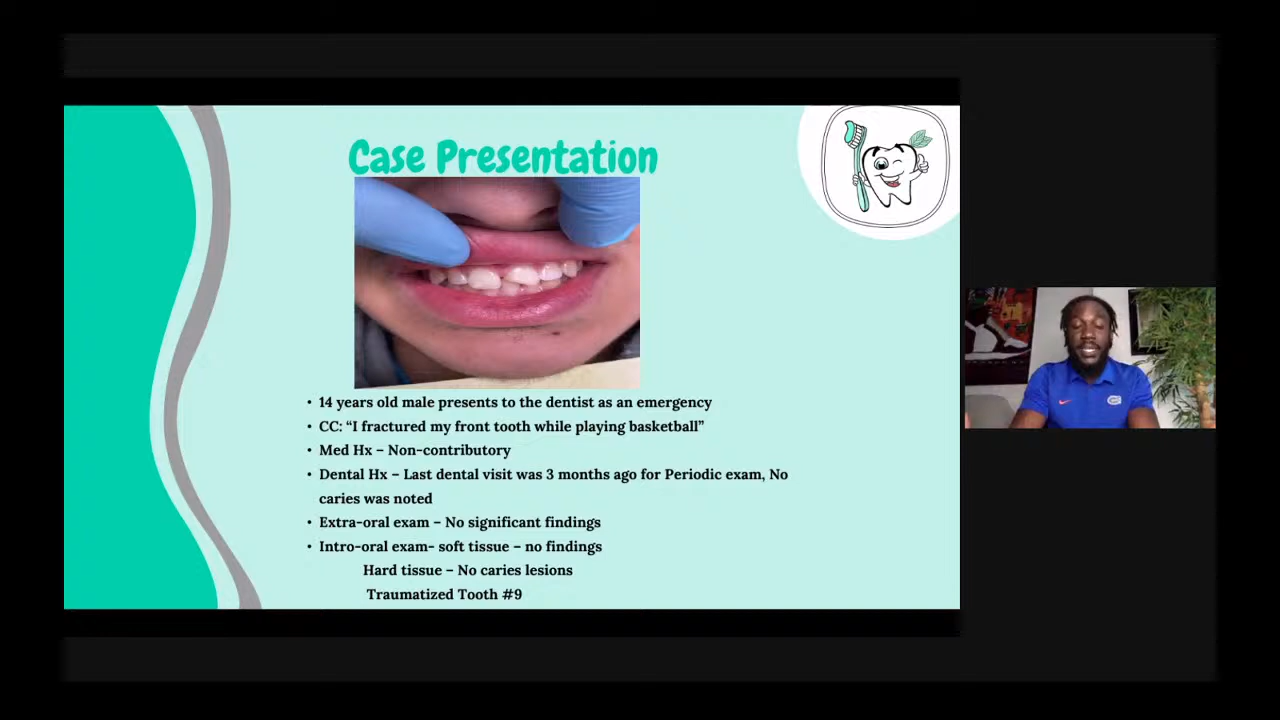 Case Presentation
• 14 years old male presents to the dentist as an emergency
• CC: “I fractured my front tooth while playing basketball”
• Med Hx – Non-contributory
• Dental Hx – Last dental visit was 3 months ago for Periodic exam, No
caries was noted
• Extra-oral exam – No significant findings
• Intro-oral exam- soft tissue – no findings
Hard tissue – No caries lesions
Traumatized Tooth #9